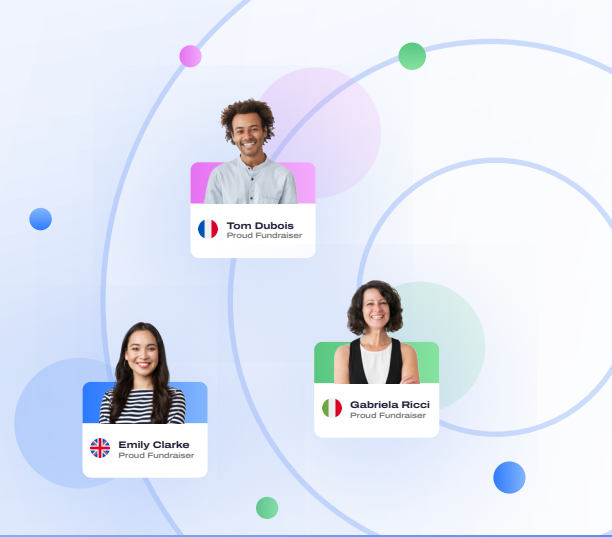 Tom Dubois
Proud Fundraiser
Gabriela Ricci
Proud Fundraiser
Emily Clarke
Proud Fundraiser